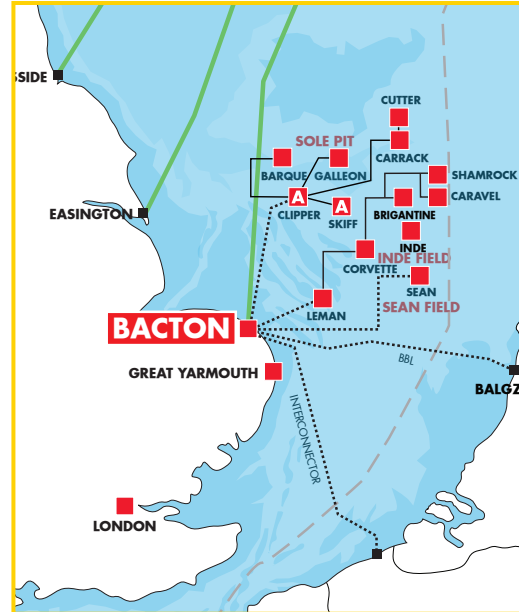 SSIDE
CUTTER
SOLE PIT
CARRACK
BARQUE
GALLEON
SHAMROCK
A
A
CARAVEL
EASINGTON
CLIPPER
SKIFF
BRIGANTINE
INDE
INDE FIELD
CORVETTE
SEAN
SEAN FIELD
LEMAN
BACTON
BBL
GREAT YARMOUTH
BALGZ
INTERCONNECTOR
LONDON